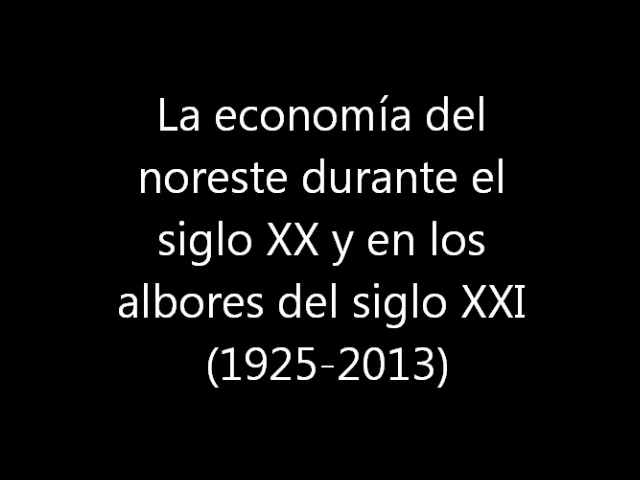 La economía del
noreste durante el
siglo XX y en los
albores del siglo XXI
(1925-2013)